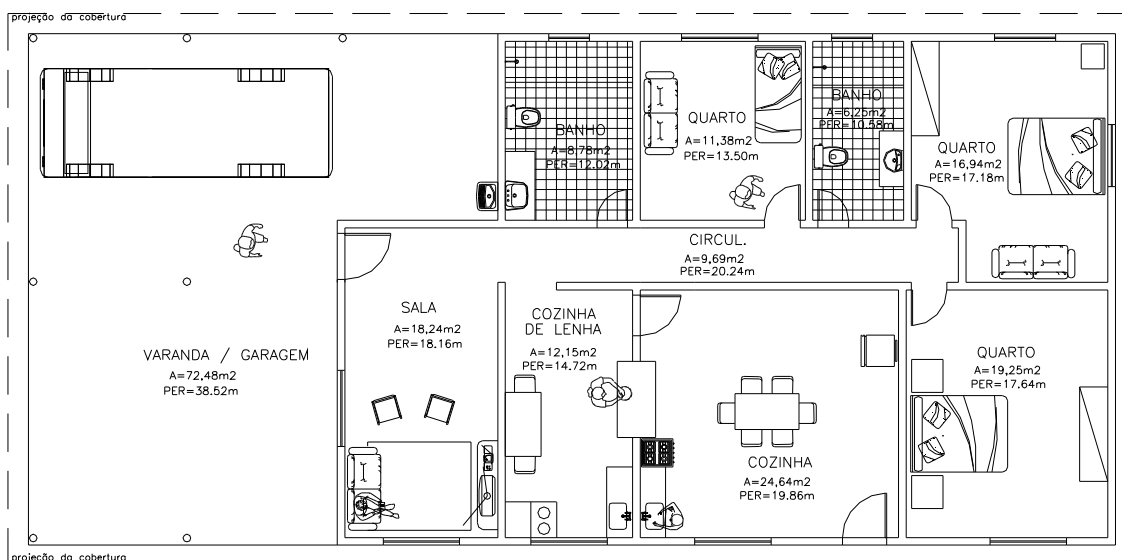 projeção da cobertura
BANHO
A=8,78m2
PER=12.02m
QUARTO
A=11,38m2
PER=13.50m
BANHO
A=6,25m2
PER=10.58m
QUARTO
A=16,94m2
PER=17.18m
CIRCUL.
A=9,69m2
PER=20.24m
SALA
A=18,24m2
PER=18.16m
COZINHA
DE LENHA
A=12,15m2
PER=14.72m
VARANDA / GARAGEM
A=72,48m2
PER=38.52m
QUARTO
A=19,25m2
PER=17.64m
COZINHA
A=24,64m2
PER=19.86m
projeção da cobertura